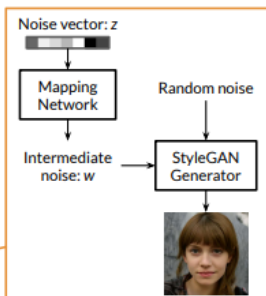 Noise vector: z
Mapping
Network
Random noise
Intermediate
noise: w
StyleGAN
Generator